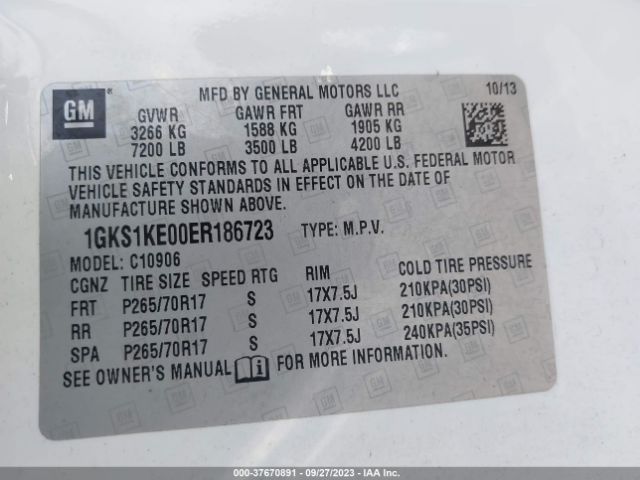 GM
MFD BY GENERAL MOTORS LLC 10/13
GVWR GAWR FRT GAWR RR
3266 KG 1588 KG 1905 KG
7200 LB 3500 LB 4200 LB
THIS VEHICLE CONFORMS TO ALL APPLICABLE U.S. FEDERAL MOTOR
VEHICLE SAFETY STANDARDS IN EFFECT ON THE DATE OF
MANUFACTURE SHOWN ABOVE.
1GKS1KE00ER186723 TYPE: M.P.V.
MODEL: C10906
CGNZ TIRE SIZE SPEED RTG RIM COLD TIRE PRESSURE
FRT P265/70R17 S 17X7.5J 210KPA(30PSI)
RR P265/70R17 S 17X7.5J 210KPA(30PSI)
SPA P265/70R17 S 17X7.5J 240KPA(35PSI)
SEE OWNER'S MANUAL FOR MORE INFORMATION.
000-37670891 - 09/27/2023 - IAAI.COM